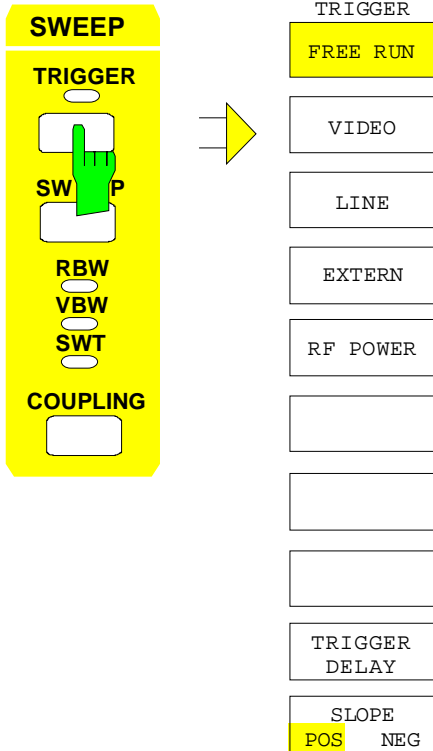 SWEEP
TRIGGER
SW P
RBW
VBW
SWT
COUPLING
TRIGGER
FREE RUN
VIDEO
LINE
EXTERN
RF POWER
TRIGGER
DELAY
SLOPE
POS NEG